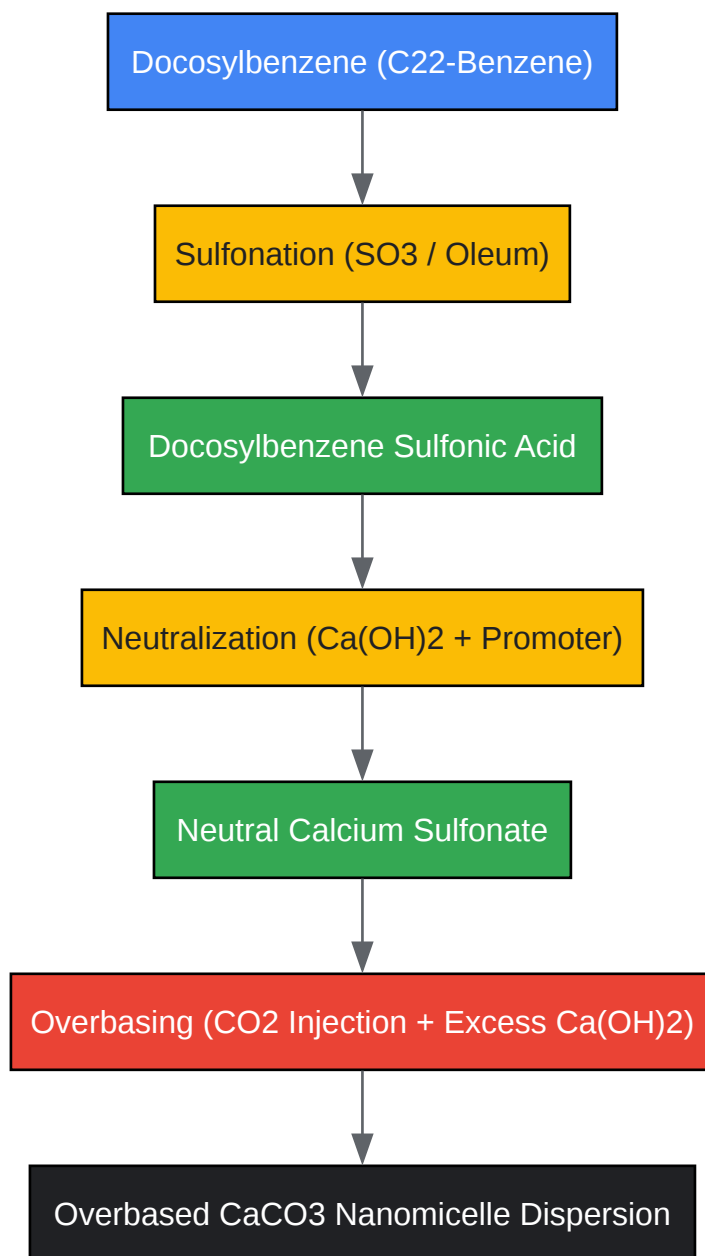 Docosylbenzene (C22-Benzene)
Sulfonation (SO3 / Oleum)
Docosylbenzene Sulfonic Acid
Neutralization (Ca(OH)2 + Promoter)
Neutral Calcium Sulfonate
Overbasing (CO2 Injection + Excess Ca(OH)2)
Overbased CaCO3 Nanomicelle Dispersion